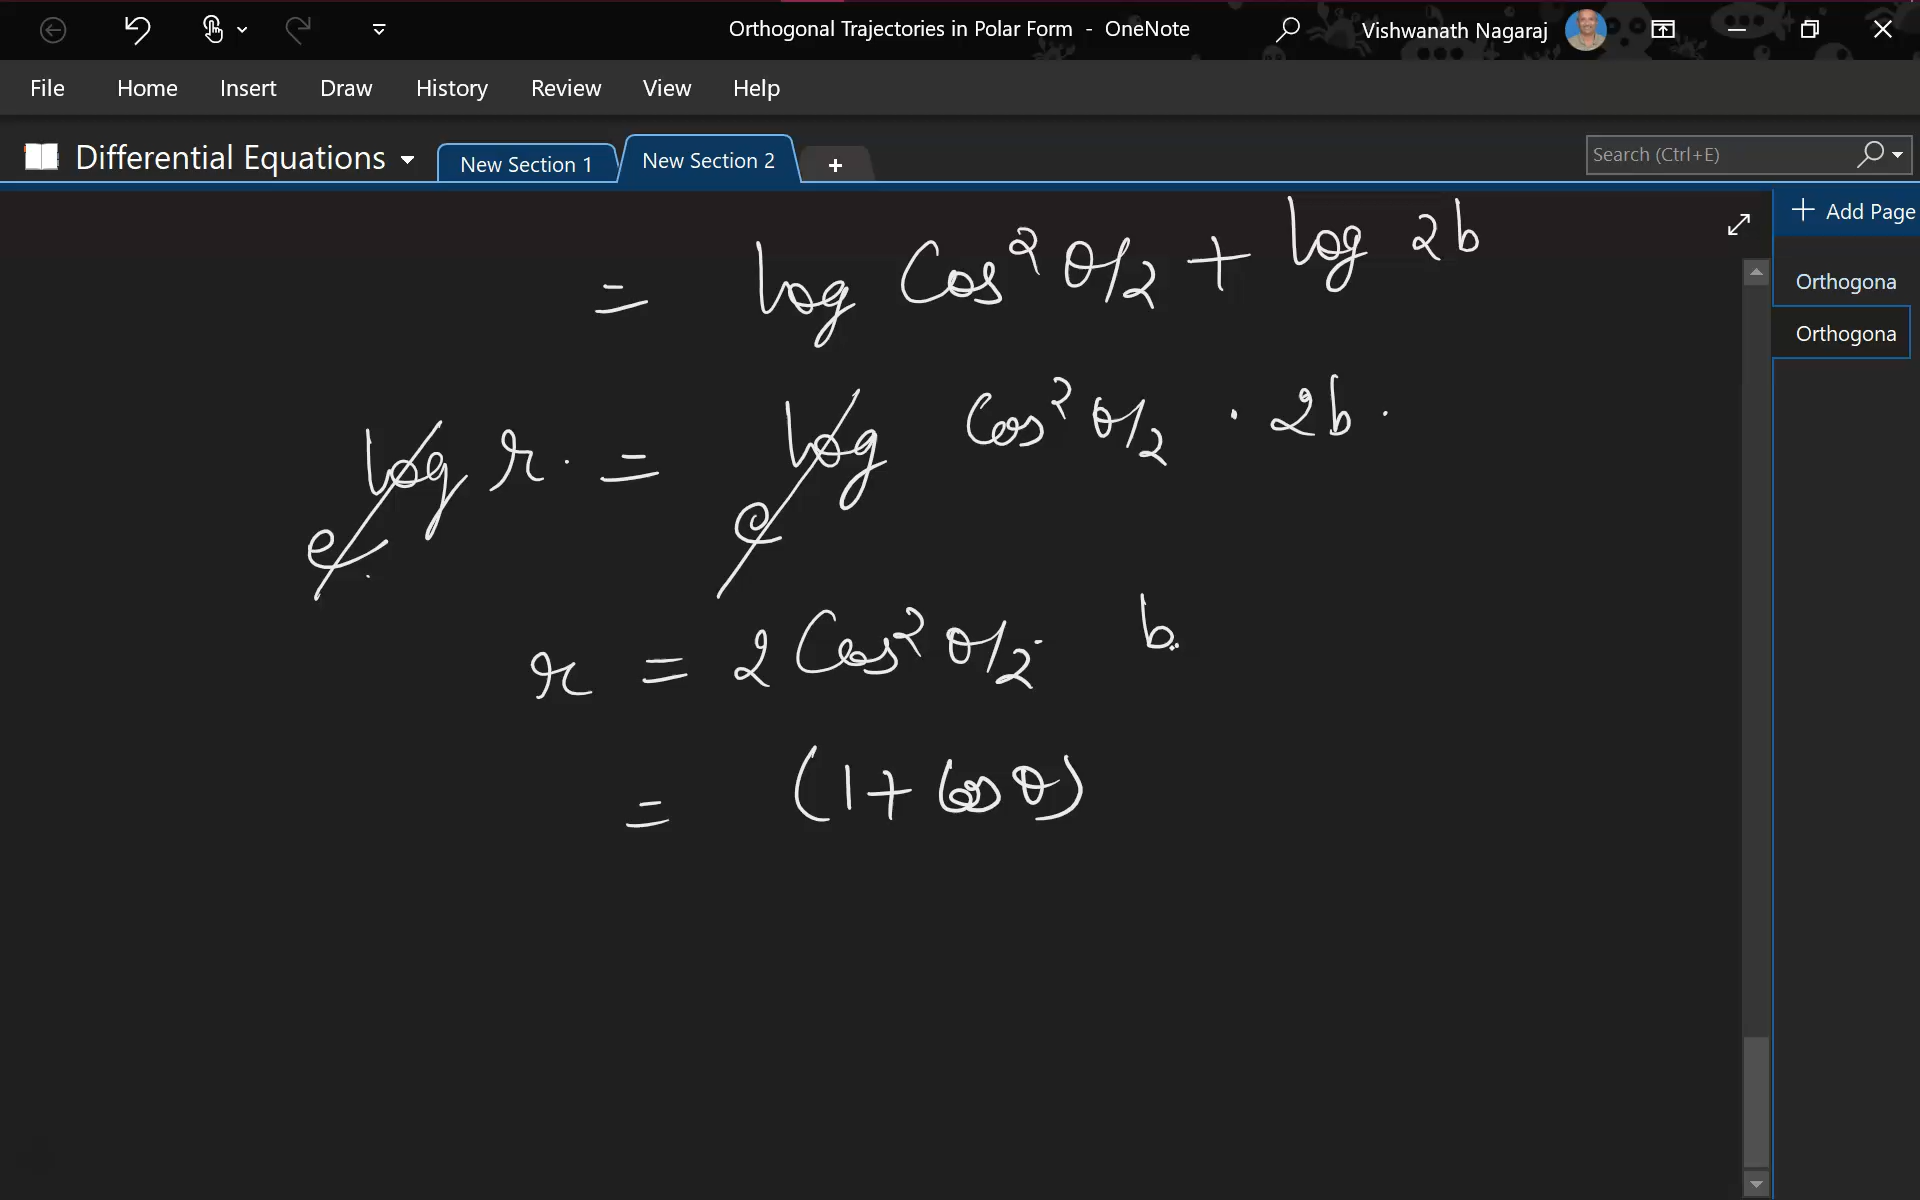 Orthogonal Trajectories in Polar Form - OneNote
Vishwanath Nagaraj
File Home Insert Draw History Review View Help
Differential Equations New Section 1 New Section 2 + Search (Ctrl+E)
+ Add Page
Orthogona
Orthogona
= log Cos² θ/2 + log 2b
e^log r. = e^log Cos² θ/2 · 2b .
r = 2 Cos² θ/2 b.
= (1 + Cos θ)